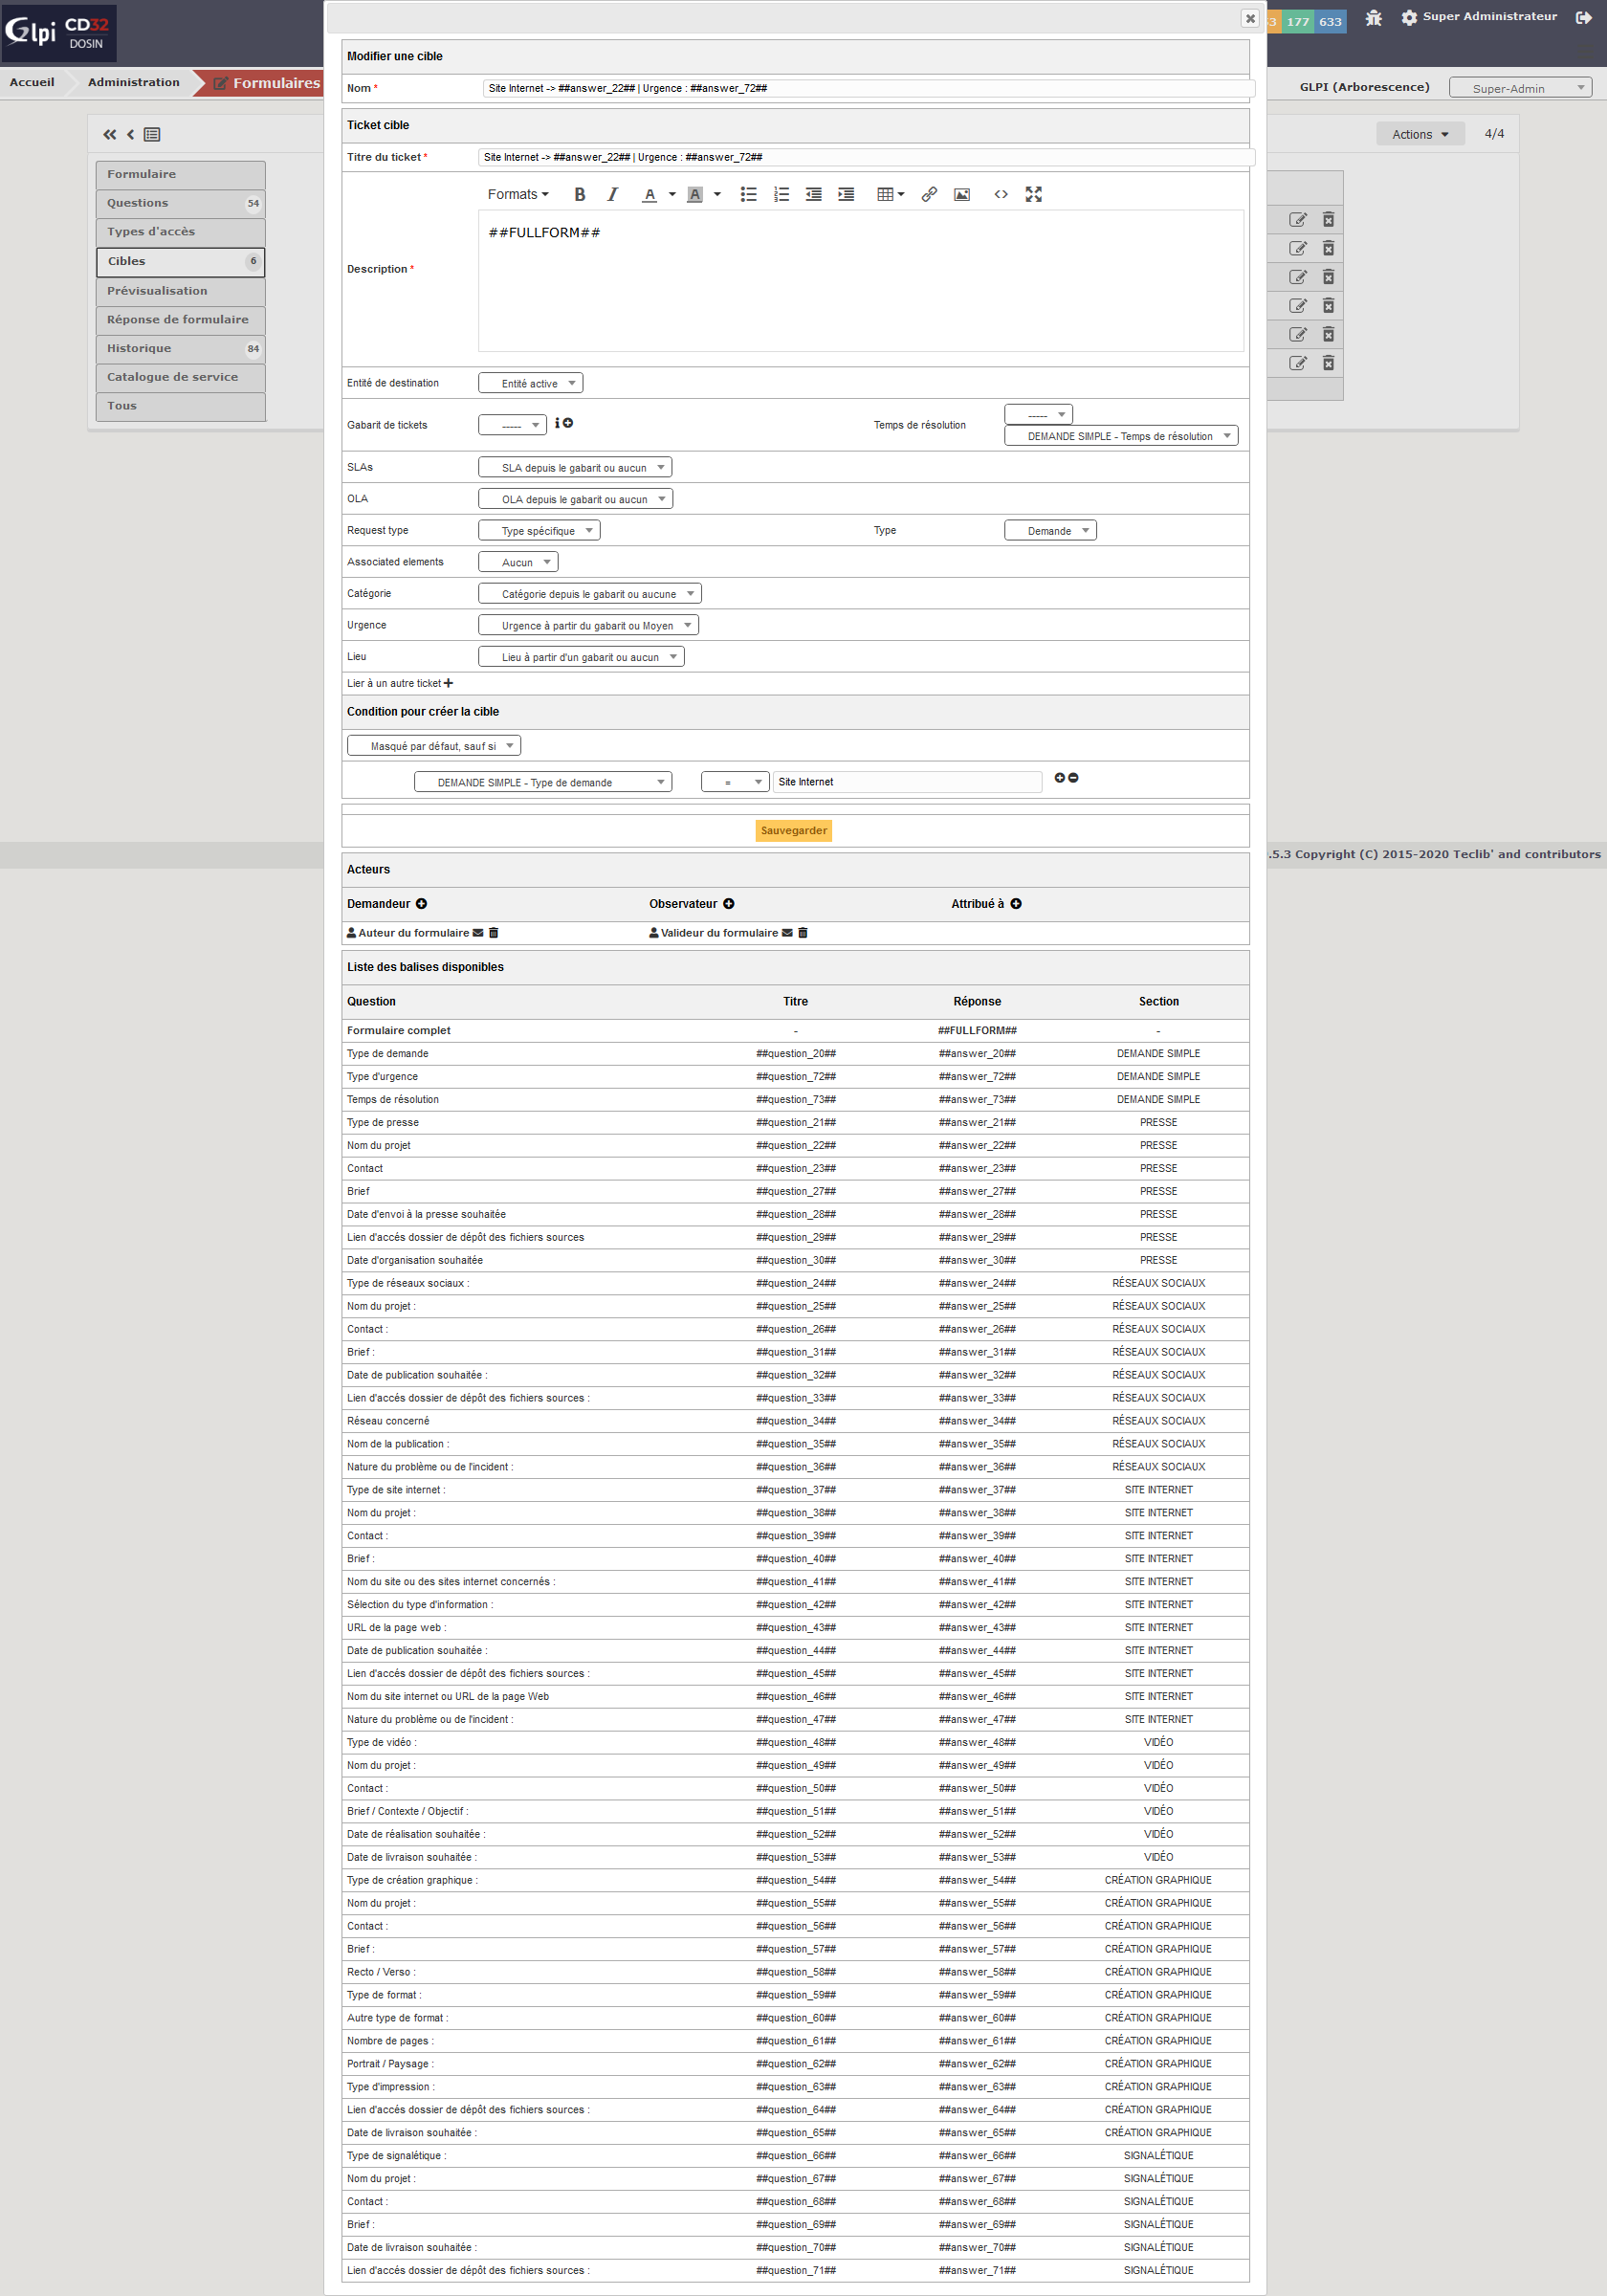 Glpi CD32 DOSIN
3 177 633 Super Administrateur
Accueil Administration Formulaires GLPI (Arborescence) Super-Admin
Actions 4/4
Formulaire
Questions 54
Types d'accès
Cibles 6
Prévisualisation
Réponse de formulaire
Historique 84
Catalogue de service
Tous
Modifier une cible
Nom * Site Internet -> ##answer_22## | Urgence : ##answer_72##
Ticket cible
Titre du ticket * Site Internet -> ##answer_22## | Urgence : ##answer_72##
Formats B I A A
Description * ##FULLFORM##
Entité de destination Entité active
Gabarit de tickets ----- Temps de résolution -----
DEMANDE SIMPLE - Temps de résolution
SLAs SLA depuis le gabarit ou aucun
OLA OLA depuis le gabarit ou aucun
Request type Type spécifique Type Demande
Associated elements Aucun
Catégorie Catégorie depuis le gabarit ou aucune
Urgence Urgence à partir du gabarit ou Moyen
Lieu Lieu à partir d'un gabarit ou aucun
Lier à un autre ticket
Condition pour créer la cible
Masqué par défaut, sauf si
DEMANDE SIMPLE - Type de demande = Site Internet
Sauvegarder
.5.3 Copyright (C) 2015-2020 Teclib' and contributors
Acteurs
Demandeur Observateur Attribué à
Auteur du formulaire Valideur du formulaire
Liste des balises disponibles
Question Titre Réponse Section
Formulaire complet - ##FULLFORM## -
Type de demande ##question_20## ##answer_20## DEMANDE SIMPLE
Type d'urgence ##question_72## ##answer_72## DEMANDE SIMPLE
Temps de résolution ##question_73## ##answer_73## DEMANDE SIMPLE
Type de presse ##question_21## ##answer_21## PRESSE
Nom du projet ##question_22## ##answer_22## PRESSE
Contact ##question_23## ##answer_23## PRESSE
Brief ##question_27## ##answer_27## PRESSE
Date d'envoi à la presse souhaitée ##question_28## ##answer_28## PRESSE
Lien d'accés dossier de dépôt des fichiers sources ##question_29## ##answer_29## PRESSE
Date d'organisation souhaitée ##question_30## ##answer_30## PRESSE
Type de réseaux sociaux : ##question_24## ##answer_24## RÉSEAUX SOCIAUX
Nom du projet : ##question_25## ##answer_25## RÉSEAUX SOCIAUX
Contact : ##question_26## ##answer_26## RÉSEAUX SOCIAUX
Brief : ##question_31## ##answer_31## RÉSEAUX SOCIAUX
Date de publication souhaitée : ##question_32## ##answer_32## RÉSEAUX SOCIAUX
Lien d'accés dossier de dépôt des fichiers sources : ##question_33## ##answer_33## RÉSEAUX SOCIAUX
Réseau concerné ##question_34## ##answer_34## RÉSEAUX SOCIAUX
Nom de la publication : ##question_35## ##answer_35## RÉSEAUX SOCIAUX
Nature du problème ou de l'incident : ##question_36## ##answer_36## RÉSEAUX SOCIAUX
Type de site internet : ##question_37## ##answer_37## SITE INTERNET
Nom du projet : ##question_38## ##answer_38## SITE INTERNET
Contact : ##question_39## ##answer_39## SITE INTERNET
Brief : ##question_40## ##answer_40## SITE INTERNET
Nom du site ou des sites internet concernés : ##question_41## ##answer_41## SITE INTERNET
Sélection du type d'information : ##question_42## ##answer_42## SITE INTERNET
URL de la page web : ##question_43## ##answer_43## SITE INTERNET
Date de publication souhaitée : ##question_44## ##answer_44## SITE INTERNET
Lien d'accés dossier de dépôt des fichiers sources : ##question_45## ##answer_45## SITE INTERNET
Nom du site internet ou URL de la page Web ##question_46## ##answer_46## SITE INTERNET
Nature du problème ou de l'incident : ##question_47## ##answer_47## SITE INTERNET
Type de vidéo : ##question_48## ##answer_48## VIDÉO
Nom du projet : ##question_49## ##answer_49## VIDÉO
Contact : ##question_50## ##answer_50## VIDÉO
Brief / Contexte / Objectif : ##question_51## ##answer_51## VIDÉO
Date de réalisation souhaitée : ##question_52## ##answer_52## VIDÉO
Date de livraison souhaitée : ##question_53## ##answer_53## VIDÉO
Type de création graphique : ##question_54## ##answer_54## CRÉATION GRAPHIQUE
Nom du projet : ##question_55## ##answer_55## CRÉATION GRAPHIQUE
Contact : ##question_56## ##answer_56## CRÉATION GRAPHIQUE
Brief : ##question_57## ##answer_57## CRÉATION GRAPHIQUE
Recto / Verso : ##question_58## ##answer_58## CRÉATION GRAPHIQUE
Type de format : ##question_59## ##answer_59## CRÉATION GRAPHIQUE
Autre type de format : ##question_60## ##answer_60## CRÉATION GRAPHIQUE
Nombre de pages : ##question_61## ##answer_61## CRÉATION GRAPHIQUE
Portrait / Paysage : ##question_62## ##answer_62## CRÉATION GRAPHIQUE
Type d'impression : ##question_63## ##answer_63## CRÉATION GRAPHIQUE
Lien d'accés dossier de dépôt des fichiers sources : ##question_64## ##answer_64## CRÉATION GRAPHIQUE
Date de livraison souhaitée : ##question_65## ##answer_65## CRÉATION GRAPHIQUE
Type de signalétique : ##question_66## ##answer_66## SIGNALÉTIQUE
Nom du projet : ##question_67## ##answer_67## SIGNALÉTIQUE
Contact : ##question_68## ##answer_68## SIGNALÉTIQUE
Brief : ##question_69## ##answer_69## SIGNALÉTIQUE
Date de livraison souhaitée : ##question_70## ##answer_70## SIGNALÉTIQUE
Lien d'accés dossier de dépôt des fichiers sources : ##question_71## ##answer_71## SIGNALÉTIQUE